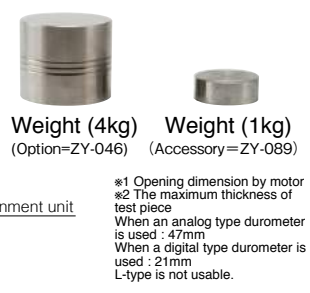 Weight (4kg)
Weight (1kg)
(Option=ZY-046)
(Accessory＝ZY-089)
nment unit
※1 Opening dimension by motor
※2 The maximum thickness of
test piece
When an analog type durometer
is used : 47mm
When a digital type durometer is
used : 21mm
L-type is not usable.